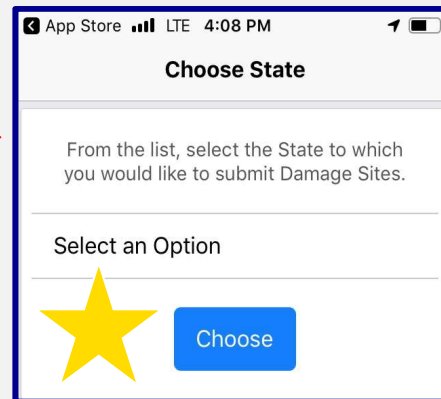 App Store LTE 4:08 PM
Choose State
From the list, select the State to which
you would like to submit Damage Sites.
Select an Option
Choose